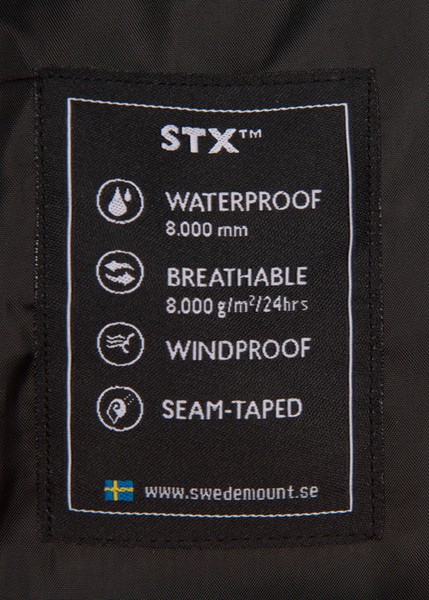 STX™
WATERPROOF
8.000 mm
BREATHABLE
8.000 g/m²/24hrs
WINDPROOF
SEAM-TAPED
www.swedemount.se